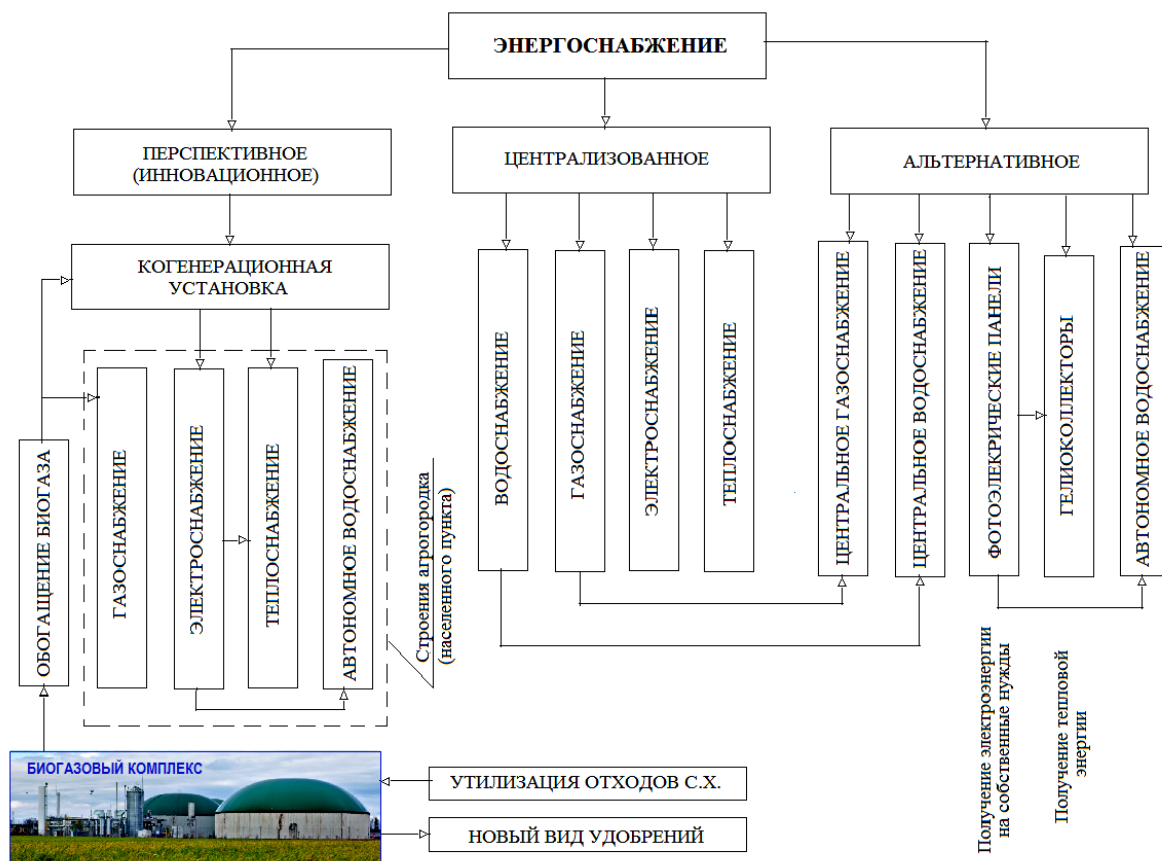 ЭНЕРГОСНАБЖЕНИЕ
ПЕРСПЕКТИВНОЕ
(ИННОВАЦИОННОЕ)
ЦЕНТРАЛИЗОВАННОЕ
АЛЬТЕРНАТИВНОЕ
КОГЕНЕРАЦИОННАЯ
УСТАНОВКА
ОБОГАЩЕНИЕ БИОГАЗА
ГАЗОСНАБЖЕНИЕ
ЭЛЕКТРОСНАБЖЕНИЕ
ТЕПЛОСНАБЖЕНИЕ
АВТОНОМНОЕ ВОДОСНАБЖЕНИЕ
Строения агрогородка
(населенного пункта)
ВОДОСНАБЖЕНИЕ
ГАЗОСНАБЖЕНИЕ
ЭЛЕКТРОСНАБЖЕНИЕ
ТЕПЛОСНАБЖЕНИЕ
ЦЕНТРАЛЬНОЕ ГАЗОСНАБЖЕНИЕ
ЦЕНТРАЛЬНОЕ ВОДОСНАБЖЕНИЕ
ФОТОЭЛЕКРИЧЕСКИЕ ПАНЕЛИ
ГЕЛИОКОЛЛЕКТОРЫ
АВТОНОМНОЕ ВОДОСНАБЖЕНИЕ
Получение электроэнергии
на собственные нужды
Получение тепловой
энергии
БИОГАЗОВЫЙ КОМПЛЕКС
УТИЛИЗАЦИЯ ОТХОДОВ С.Х.
НОВЫЙ ВИД УДОБРЕНИЙ